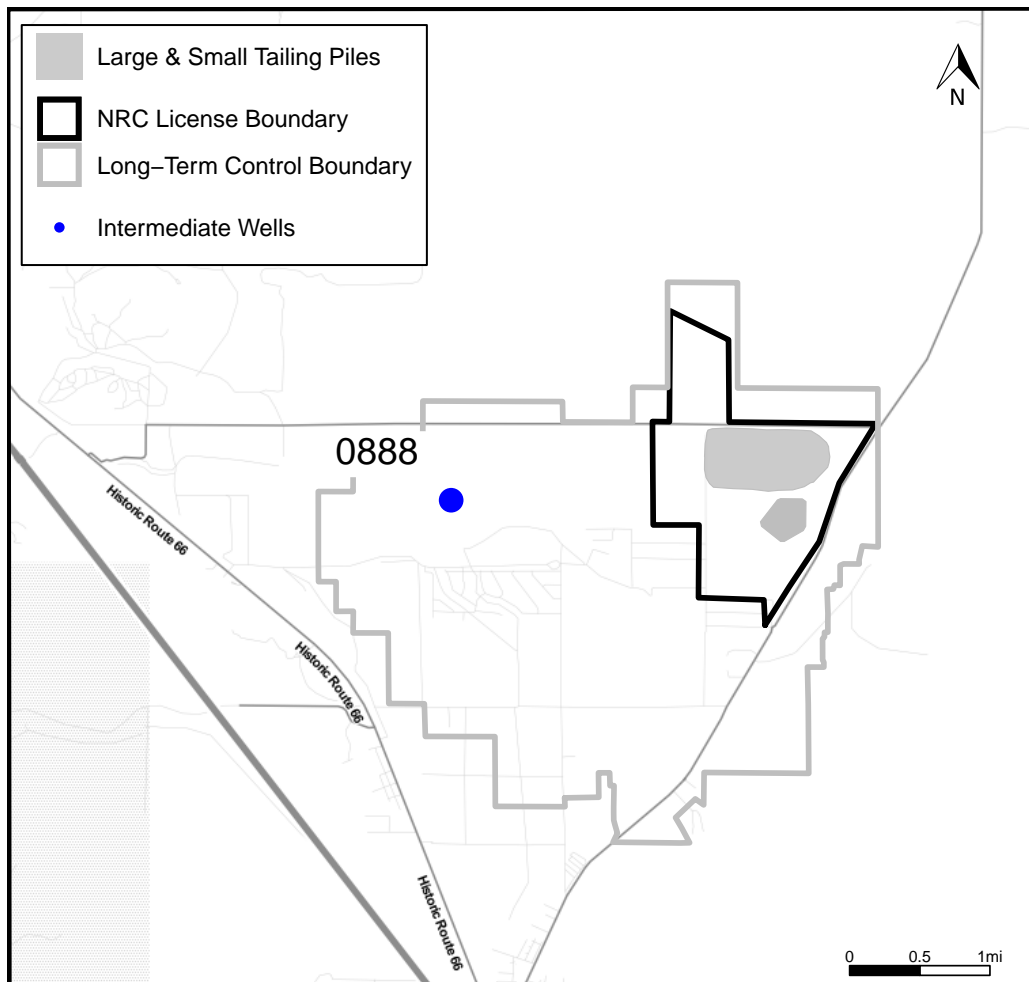 Large & Small Tailing Piles
NRC License Boundary
Long−Term Control Boundary
Intermediate Wells
N
0888
Historic Route 66
Historic Route 66
Historic Route 66
0 0.5 1mi